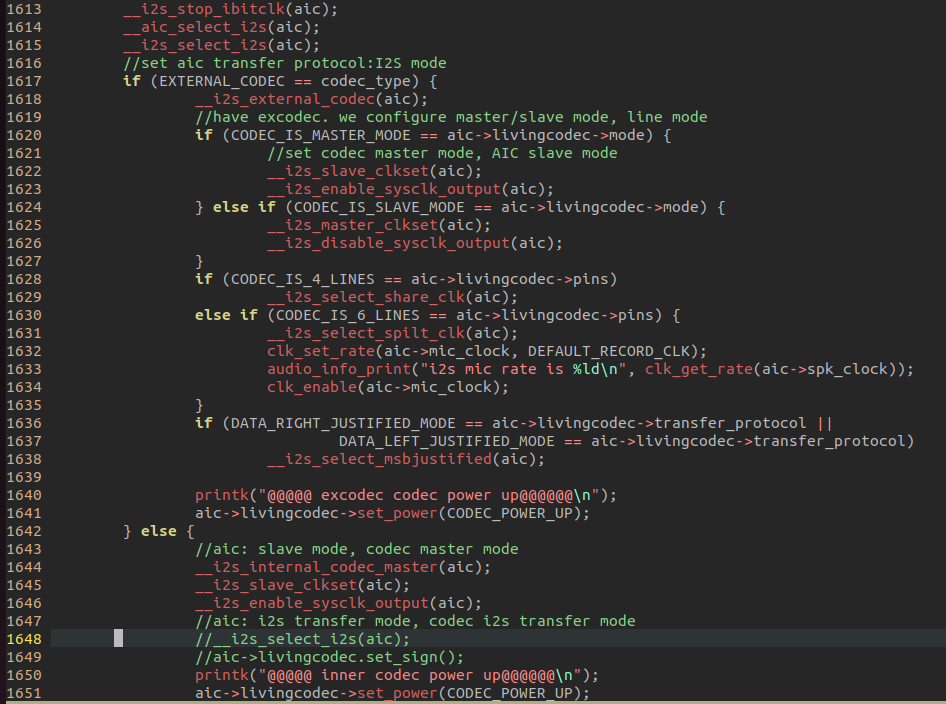 1613 __i2s_stop_ibitclk(aic);
1614 __aic_select_i2s(aic);
1615 __i2s_select_i2s(aic);
1616 //set aic transfer protocol:I2S mode
1617 if (EXTERNAL_CODEC == codec_type) {
1618 __i2s_external_codec(aic);
1619 //have excodec. we configure master/slave mode, line mode
1620 if (CODEC_IS_MASTER_MODE == aic->livingcodec->mode) {
1621 //set codec master mode, AIC slave mode
1622 __i2s_slave_clkset(aic);
1623 __i2s_enable_sysclk_output(aic);
1624 } else if (CODEC_IS_SLAVE_MODE == aic->livingcodec->mode) {
1625 __i2s_master_clkset(aic);
1626 __i2s_disable_sysclk_output(aic);
1627 }
1628 if (CODEC_IS_4_LINES == aic->livingcodec->pins)
1629 __i2s_select_share_clk(aic);
1630 else if (CODEC_IS_6_LINES == aic->livingcodec->pins) {
1631 __i2s_select_spilt_clk(aic);
1632 clk_set_rate(aic->mic_clock, DEFAULT_RECORD_CLK);
1633 audio_info_print("i2s mic rate is %ld\n", clk_get_rate(aic->spk_clock));
1634 clk_enable(aic->mic_clock);
1635 }
1636 if (DATA_RIGHT_JUSTIFIED_MODE == aic->livingcodec->transfer_protocol ||
1637 DATA_LEFT_JUSTIFIED_MODE == aic->livingcodec->transfer_protocol)
1638 __i2s_select_msbjustified(aic);
1639
1640 printk("@@@@@ excodec codec power up@@@@@@\n");
1641 aic->livingcodec->set_power(CODEC_POWER_UP);
1642 } else {
1643 //aic: slave mode, codec master mode
1644 __i2s_internal_codec_master(aic);
1645 __i2s_slave_clkset(aic);
1646 __i2s_enable_sysclk_output(aic);
1647 //aic: i2s transfer mode, codec i2s transfer mode
1648 //__i2s_select_i2s(aic);
1649 //aic->livingcodec.set_sign();
1650 printk("@@@@@ inner codec power up@@@@@@\n");
1651 aic->livingcodec->set_power(CODEC_POWER_UP);